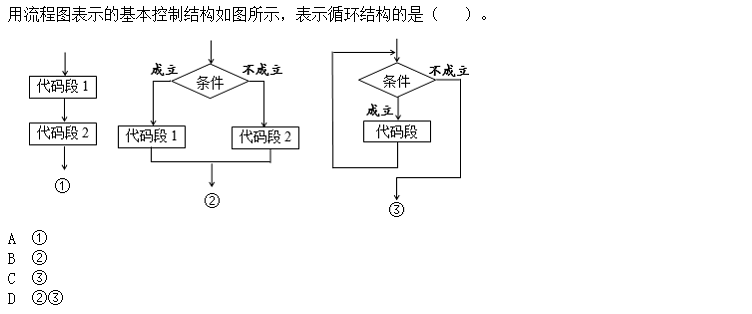 用流程图表示的基本控制结构如图所示，表示循环结构的是（   ）。
代码段 1
代码段 2
①
成立
条件
不成立
代码段 1
代码段 2
②
条件
不成立
成立
代码段
③
A ①
B ②
C ③
D ②③